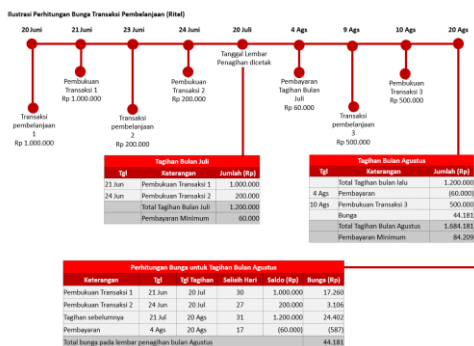 Ilustrasi Perhitungan Bunga Transaksi Pembelanjaan (Ritel)
20 Juni 21 Juni 23 Juni 24 Juni 20 Juli 4 Ags 9 Ags 10 Ags 20 Ags
Transaksi
pembelanjaan
1
Rp 1.000.000
Pembukuan
Transaksi 1
Rp 1.000.000
Transaksi
pembelanjaan
2
Rp 200.000
Pembukuan
Transaksi 2
Rp 200.000
Tanggal Lembar
Penagihan dicetak
Pembayaran
Tagihan Bulan
Juli
Rp 60.000
Transaksi
pembelanjaan
3
Rp 500.000
Pembukuan
Transaksi 3
Rp 500.000
Tagihan Bulan Juli
Tgl Keterangan Jumlah (Rp)
21 Jun Pembukuan Transaksi 1 1.000.000
24 Jun Pembukuan Transaksi 2 200.000
Total Tagihan Bulan Juli 1.200.000
Pembayaran Minimum 60.000
Tagihan Bulan Agustus
Tgl Keterangan Jumlah (Rp)
Total Tagihan bulan lalu 1.200.000
4 Ags Pembayaran (60.000)
10 Ags Pembukuan Transaksi 3 500.000
Bunga 44.181
Total Tagihan Bulan Agustus 1.684.181
Pembayaran Minimum 84.209
Perhitungan Bunga untuk Tagihan Bulan Agustus
Keterangan Tgl Tgl Tagihan Selisih Hari Saldo (Rp) Bunga (Rp)
Pembukuan Transaksi 1 21 Jun 20 Jul 30 1.000.000 17.260
Pembukuan Transaksi 2 24 Jun 20 Jul 27 200.000 3.106
Tagihan sebelumnya 21 Jul 20 Ags 31 1.200.000 24.402
Pembayaran 4 Ags 20 Ags 17 (60.000) (587)
Total bunga pada lembar penagihan bulan Agustus 44.181